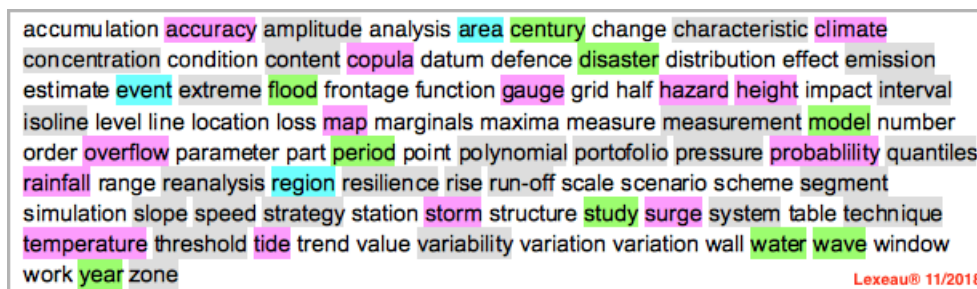 accumulation accuracy amplitude analysis area century change characteristic climate
concentration condition content copula datum defence disaster distribution effect emission
estimate event extreme flood frontage function gauge grid half hazard height impact interval
isoline level line location loss map marginals maxima measure measurement model number
order overflow parameter part period point polynomial portofolio pressure probablility quantiles
rainfall range reanalysis region resilience rise run-off scale scenario scheme segment
simulation slope speed strategy station storm structure study surge system table technique
temperature threshold tide trend value variability variation variation wall water wave window
work year zone
Lexeau® 11/2018